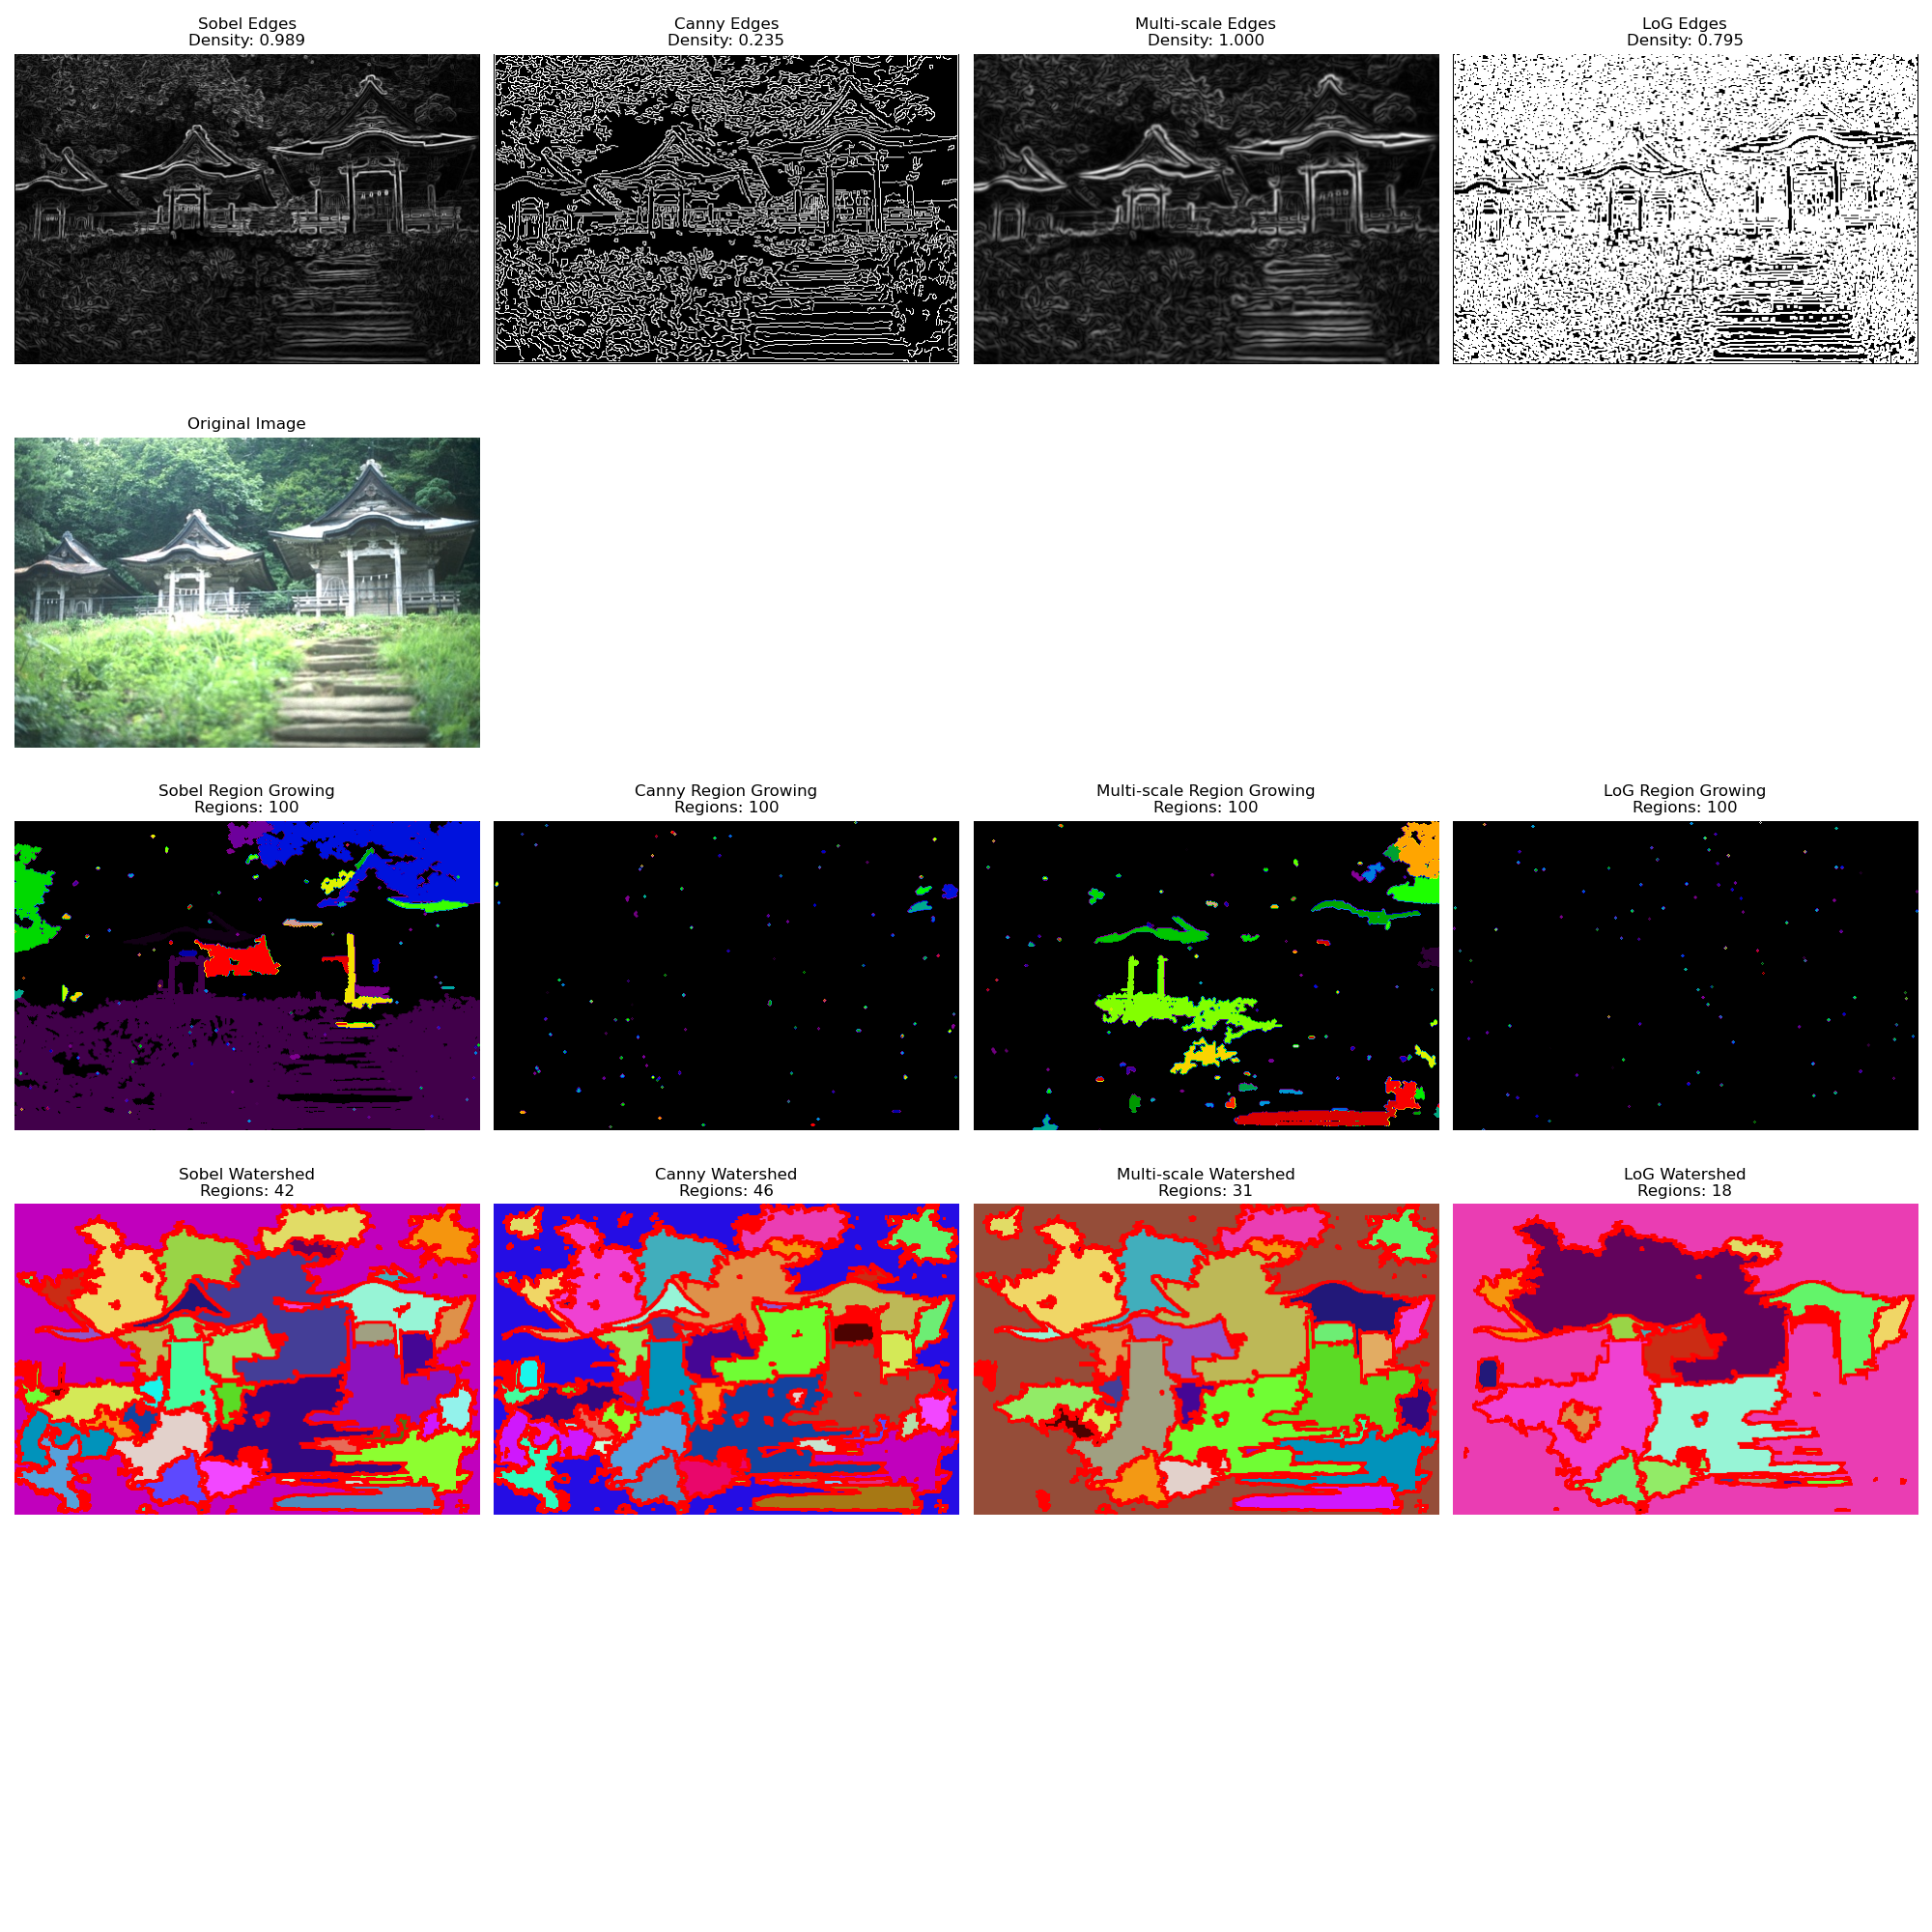 Sobel Edges
Density: 0.989
Canny Edges
Density: 0.235
Multi-scale Edges
Density: 1.000
LoG Edges
Density: 0.795
Original Image
Sobel Region Growing
Regions: 100
Canny Region Growing
Regions: 100
Multi-scale Region Growing
Regions: 100
LoG Region Growing
Regions: 100
Sobel Watershed
Regions: 42
Canny Watershed
Regions: 46
Multi-scale Watershed
Regions: 31
LoG Watershed
Regions: 18